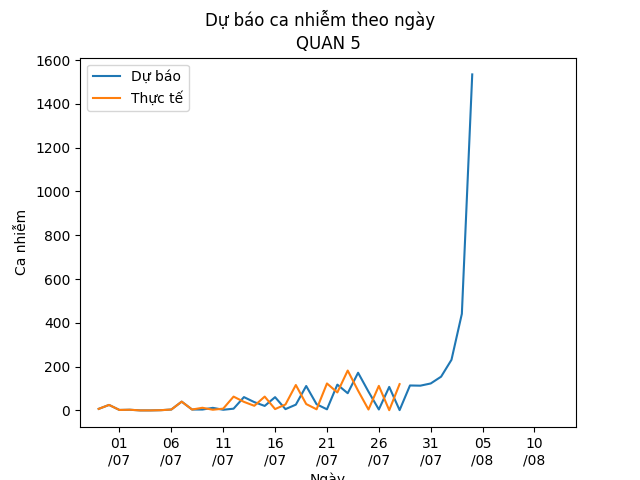 Dự báo ca nhiễm theo ngày
QUAN 5
Dự báo
Thực tế
Ca nhiễm
1600
1400
1200
1000
800
600
400
200
0
01 06 11 16 21 26 31 05 10
/07 /07 /07 /07 /07 /07 /07 /08 /08
Ngày